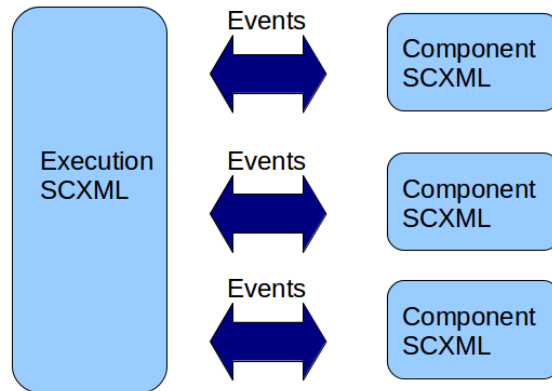 Events
Component
SCXML
Execution
SCXML
Events
Component
SCXML
Events
Component
SCXML